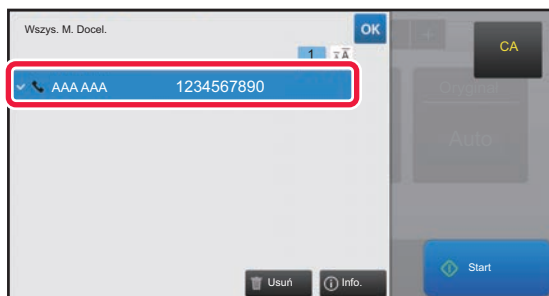 Wszys. M. Docel.
OK
CA
1
AAA AAA 1234567890
Oryginał
Auto
Usuń
Info.
Start